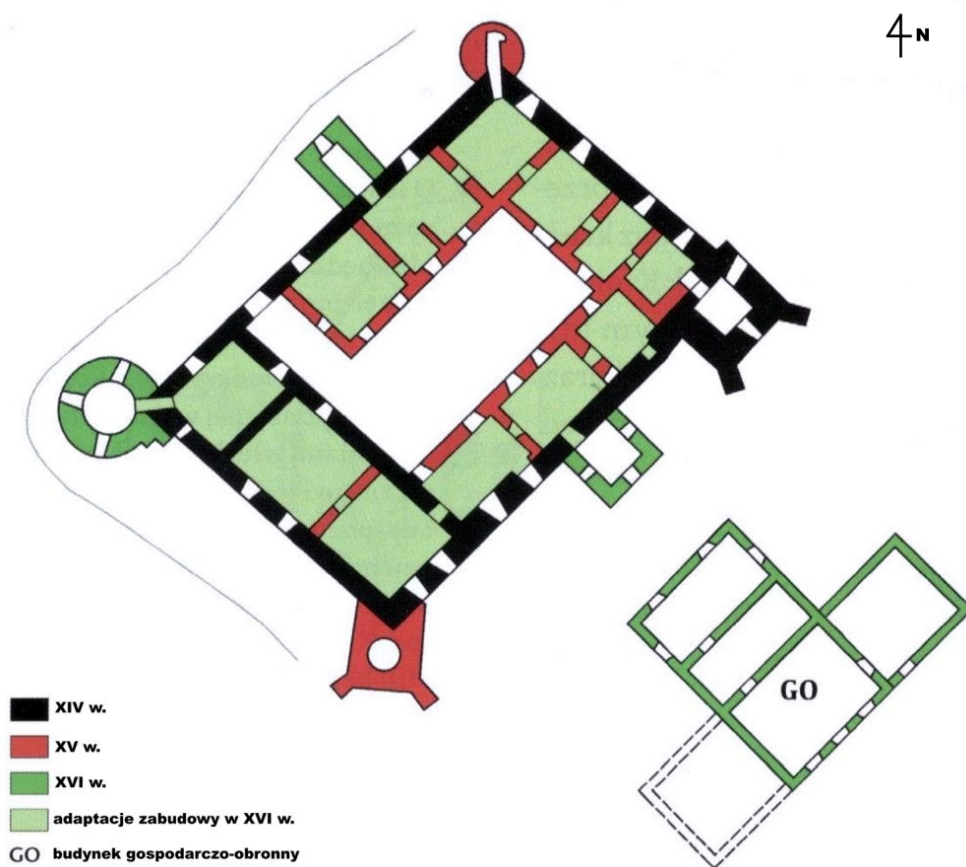 N
GO
XIV w.
XV w.
XVI w.
adaptacje zabudowy w XVI w.
GO budynek gospodarczo-obronny